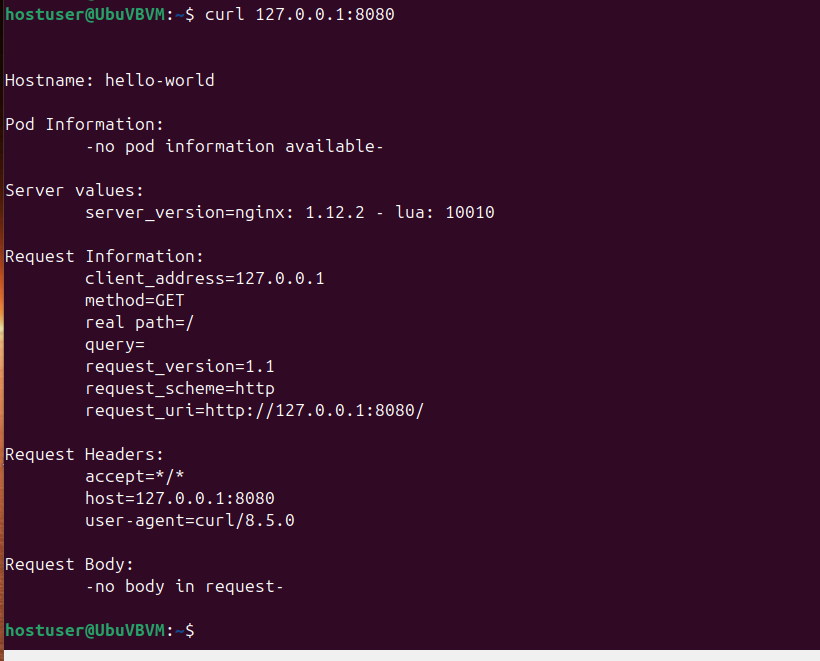 hostuser@UbuVBVM:~$ curl 127.0.0.1:8080
Hostname: hello-world
Pod Information:
-no pod information available-
Server values:
server_version=nginx: 1.12.2 - lua: 10010
Request Information:
client_address=127.0.0.1
method=GET
real path=/
query=
request_version=1.1
request_scheme=http
request_uri=http://127.0.0.1:8080/
Request Headers:
accept=*/*
host=127.0.0.1:8080
user-agent=curl/8.5.0
Request Body:
-no body in request-
hostuser@UbuVBVM:~$